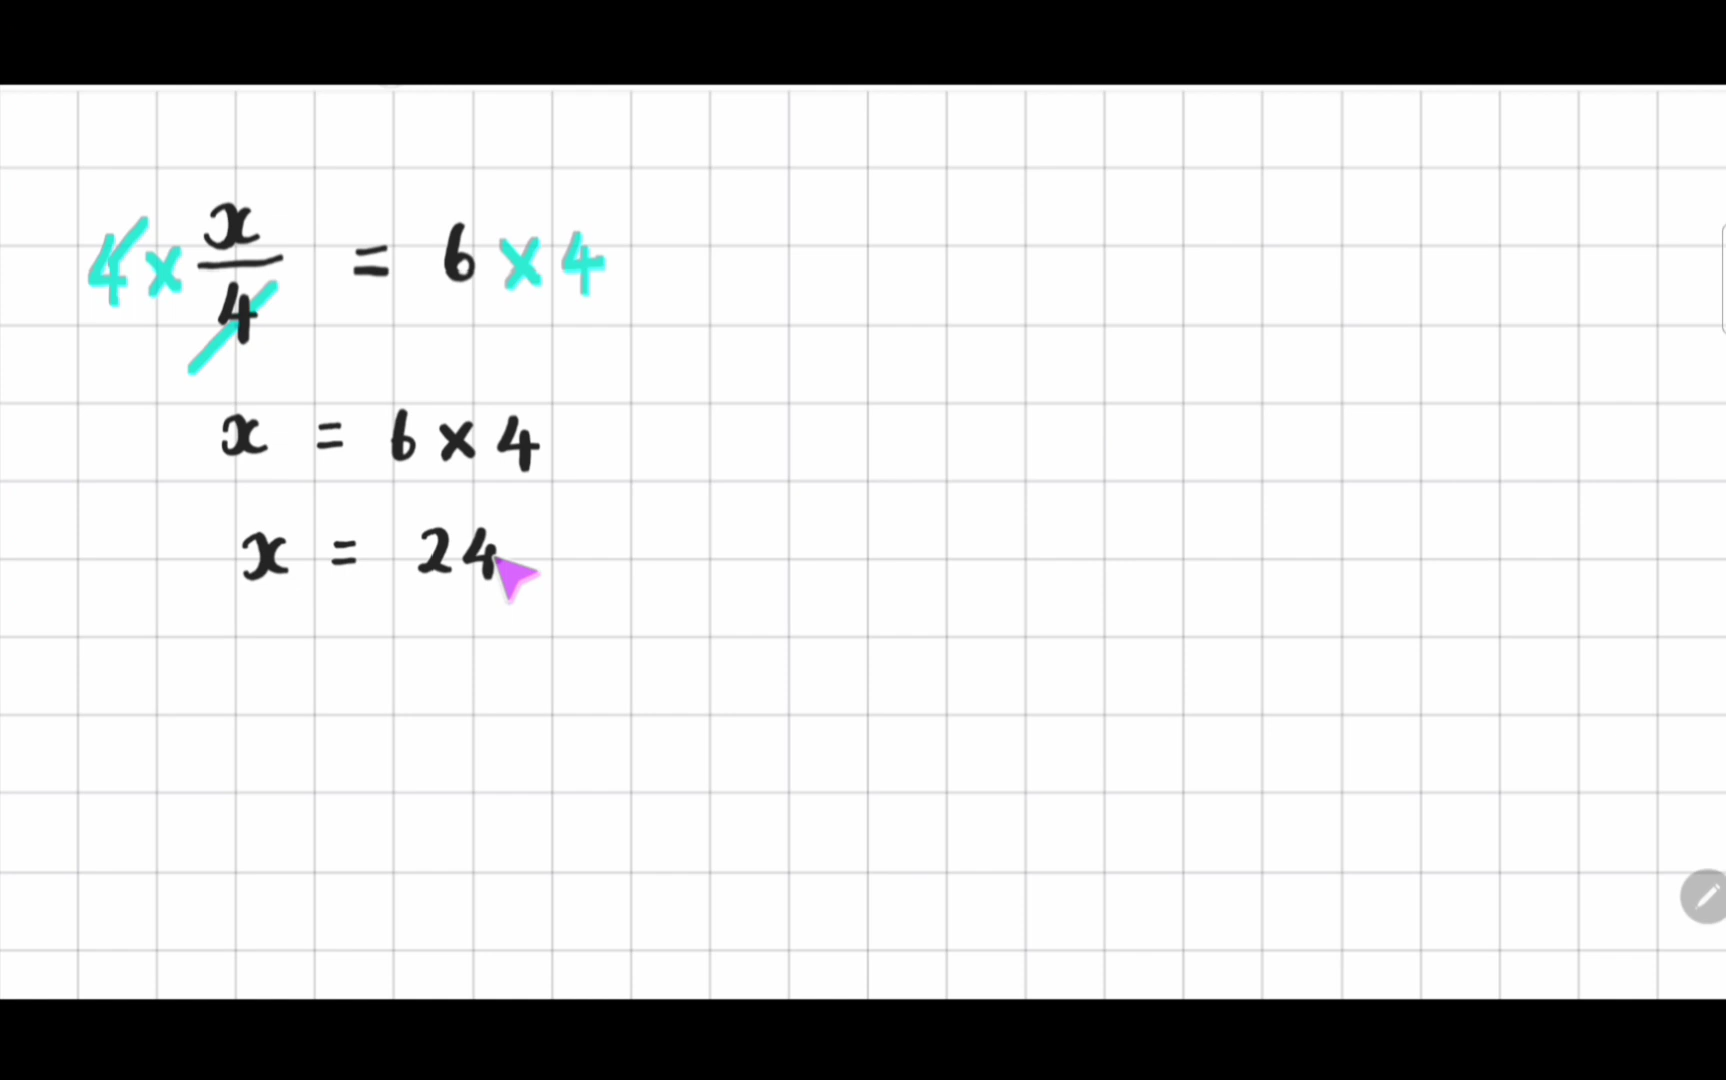 4 × x/4 = 6 × 4
x = 6 × 4
x = 24